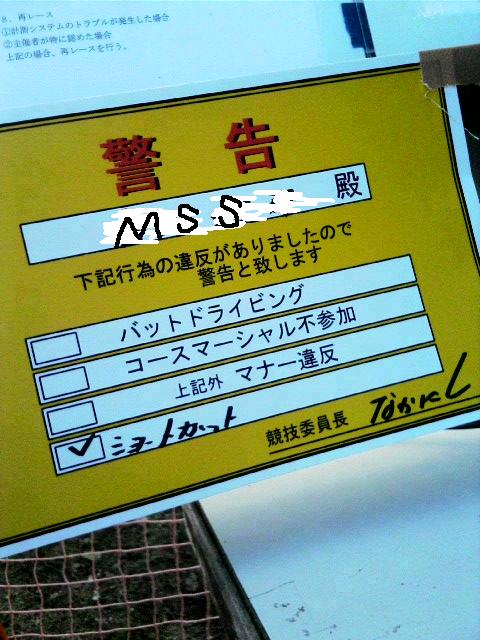 8. 再レース
①計測システムのトラブルが発生した場合
②主催者が特に認めた場合
上記の場合、再レースを行う。
警告
MSS 殿
下記行為の違反がありましたので
警告と致します
バットドライビング
コースマーシャル不参加
上記外 マナー違反
✓ ショートカット
競技委員長 なかにし